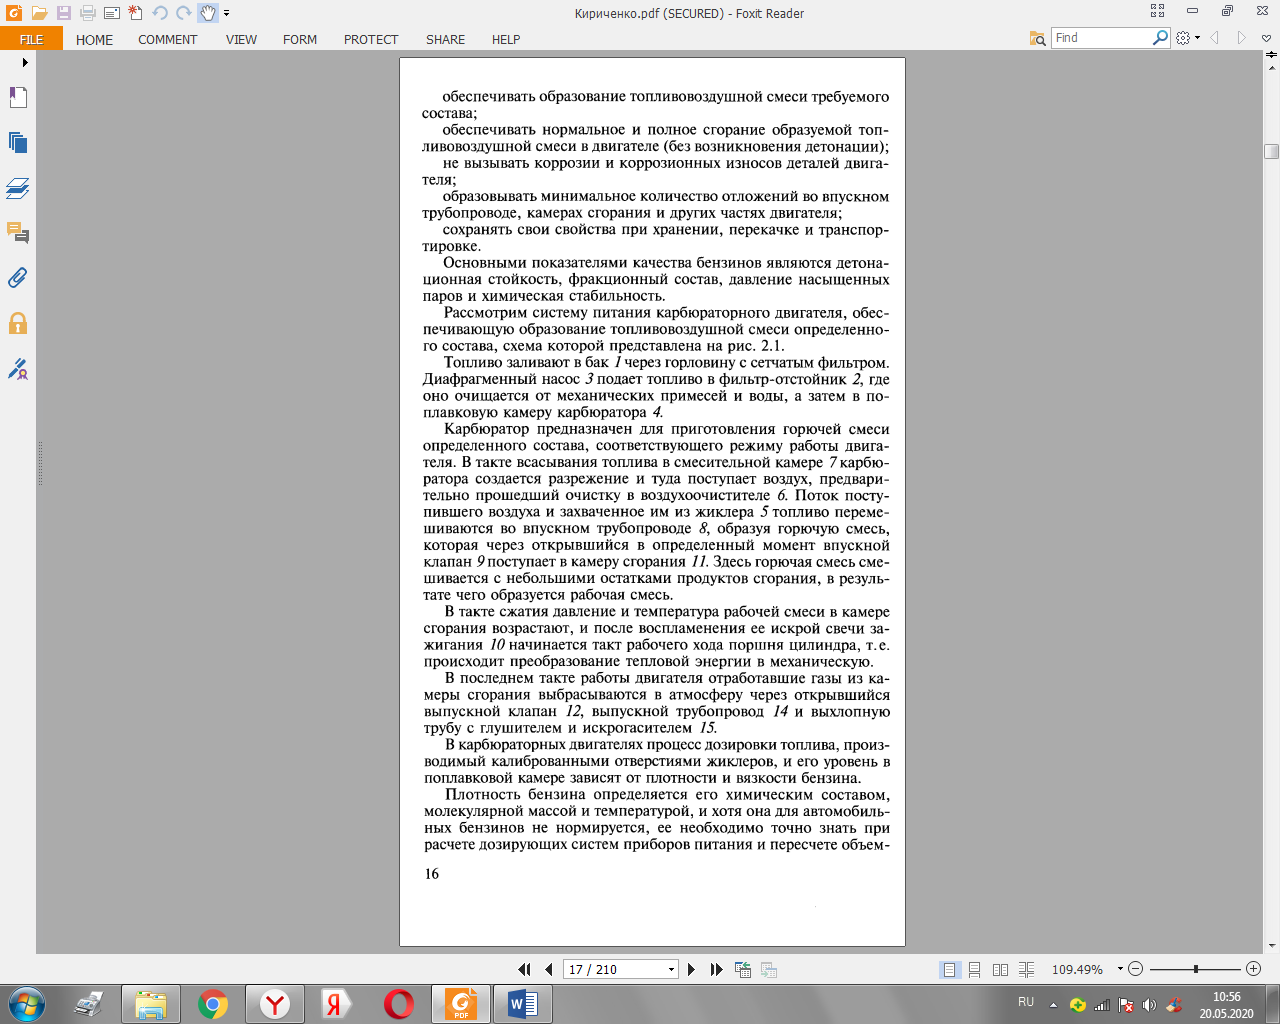 Кириченко.pdf (SECURED) - Foxit Reader
FILE HOME COMMENT VIEW FORM PROTECT SHARE HELP Find
обеспечивать образование топливовоздушной смеси требуемого
состава;
обеспечивать нормальное и полное сгорание образуемой топ-
ливовоздушной смеси в двигателе (без возникновения детонации);
не вызывать коррозии и коррозионных износов деталей двига-
теля;
образовывать минимальное количество отложений во впускном
трубопроводе, камерах сгорания и других частях двигателя;
сохранять свои свойства при хранении, перекачке и транспор-
тировке.
Основными показателями качества бензинов являются детона-
ционная стойкость, фракционный состав, давление насыщенных
паров и химическая стабильность.
Рассмотрим систему питания карбюраторного двигателя, обес-
печивающую образование топливовоздушной смеси определенно-
го состава, схема которой представлена на рис. 2.1.
Топливо заливают в бак 1 через горловину с сетчатым фильтром.
Диафрагменный насос 3 подает топливо в фильтр-отстойник 2, где
оно очищается от механических примесей и воды, а затем в по-
плавковую камеру карбюратора 4.
Карбюратор предназначен для приготовления горючей смеси
определенного состава, соответствующего режиму работы двига-
теля. В такте всасывания топлива в смесительной камере 7 карбю-
ратора создается разрежение и туда поступает воздух, предвари-
тельно прошедший очистку в воздухоочистителе 6. Поток посту-
пившего воздуха и захваченное им из жиклера 5 топливо переме-
шиваются во впускном трубопроводе 8, образуя горючую смесь,
которая через открывшийся в определенный момент впускной
клапан 9 поступает в камеру сгорания 11. Здесь горючая смесь сме-
шивается с небольшими остатками продуктов сгорания, в резуль-
тате чего образуется рабочая смесь.
В такте сжатия давление и температура рабочей смеси в камере
сгорания возрастают, и после воспламенения ее искрой свечи за-
жигания 10 начинается такт рабочего хода поршня цилиндра, т.е.
происходит преобразование тепловой энергии в механическую.
В последнем такте работы двигателя отработавшие газы из ка-
меры сгорания выбрасываются в атмосферу через открывшийся
выпускной клапан 12, выпускной трубопровод 14 и выхлопную
трубу с глушителем и искрогасителем 15.
В карбюраторных двигателях процесс дозировки топлива, произ-
водимый калиброванными отверстиями жиклеров, и его уровень в
поплавковой камере зависят от плотности и вязкости бензина.
Плотность бензина определяется его химическим составом,
молекулярной массой и температурой, и хотя она для автомобиль-
ных бензинов не нормируется, ее необходимо точно знать при
расчете дозирующих систем приборов питания и пересчете объем-
16
17 / 210 109.49%
RU 10:56
20.05.2020